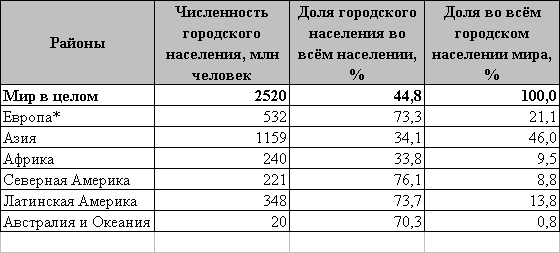 Районы Численность городского населения, млн человек Доля городского населения во всём населении, % Доля во всём городском населении мира, %
Мир в целом 2520 44,8 100,0
Европа* 532 73,3 21,1
Азия 1159 34,1 46,0
Африка 240 33,8 9,5
Северная Америка 221 76,1 8,8
Латинская Америка 348 73,7 13,8
Австралия и Океания 20 70,3 0,8